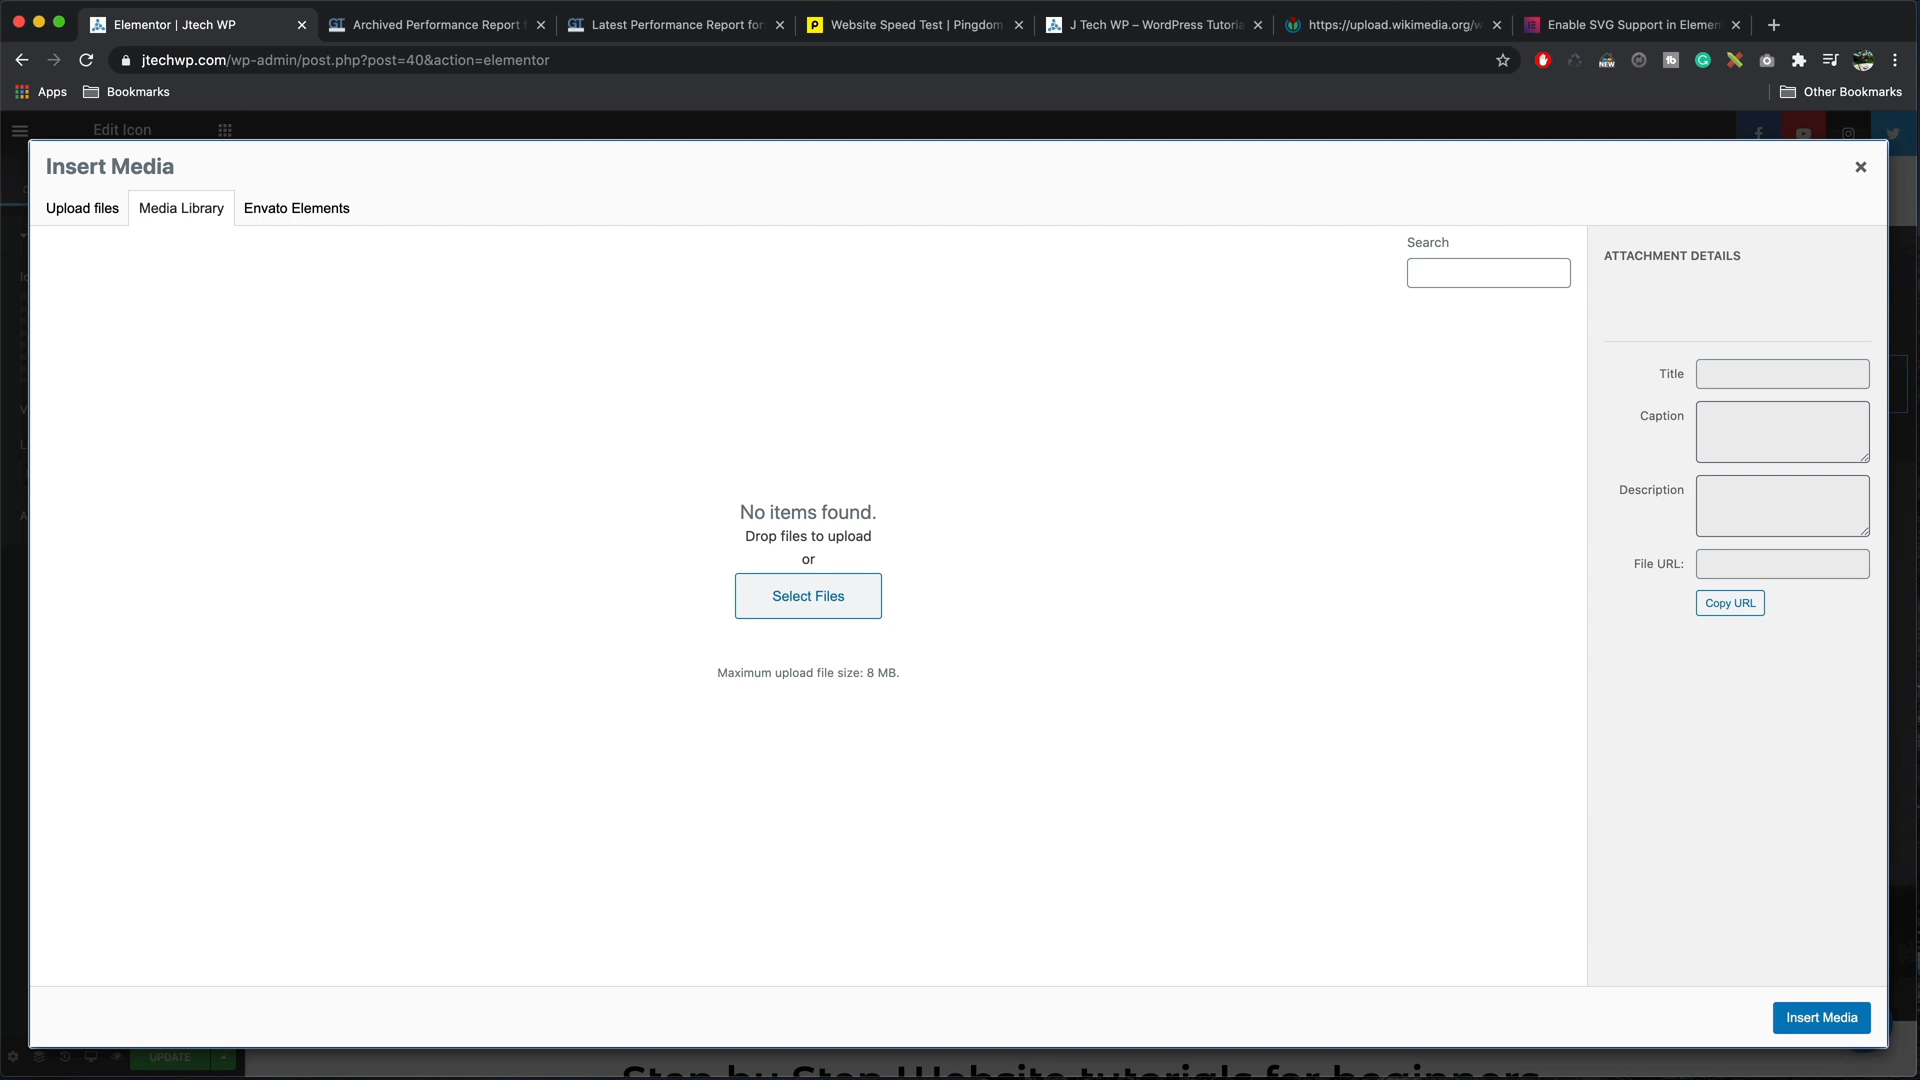 Elementor | Jtech WP
Archived Performance Report f
Latest Performance Report for:
Website Speed Test | Pingdom
J Tech WP – WordPress Tutoria
https://upload.wikimedia.org/w
Enable SVG Support in Elemen
jtechwp.com/wp-admin/post.php?post=40&action=elementor
NEW
Apps
Bookmarks
Other Bookmarks
Edit Icon
Insert Media
Upload files
Media Library
Envato Elements
Search
ATTACHMENT DETAILS
Title
Caption
Description
File URL:
Copy URL
No items found.
Drop files to upload
or
Select Files
Maximum upload file size: 8 MB.
Insert Media
UPDATE
Step by Step Website tutorials for beginners